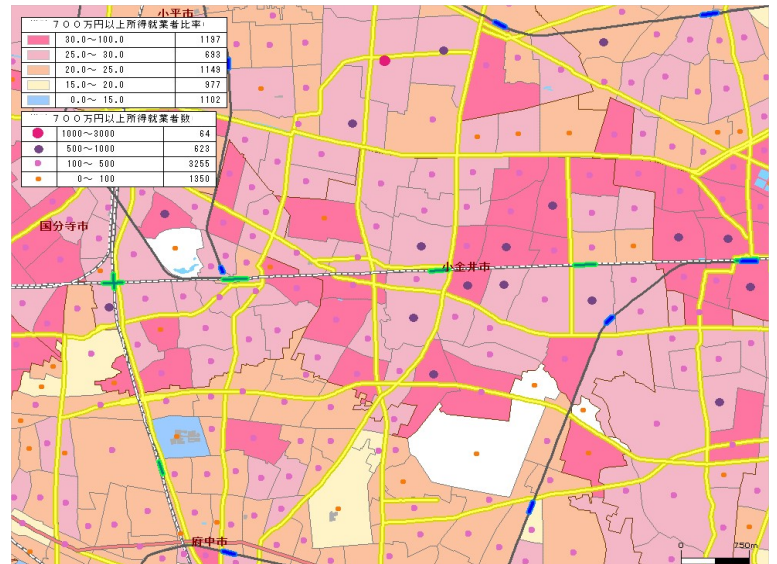 小平市
７００万円以上所得就業者比率
30.0～100.0 1197
25.0～ 30.0 693
20.0～ 25.0 1149
15.0～ 20.0 977
0.0～ 15.0 1102
７００万円以上所得就業者数
1000～3000 64
500～1000 623
100～ 500 3255
0～ 100 1350
国分寺市
小金井市
府中市
0 750m